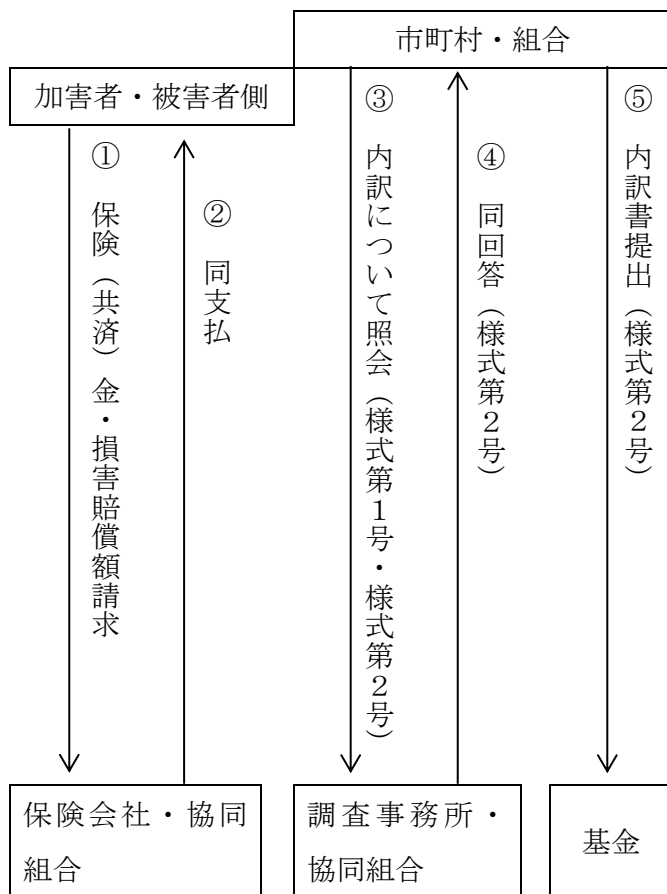 市町村・組合
加害者・被害者側
① 保険（共済）金・損害賠償額請求
② 同支払
③ 内訳について照会（様式第１号・様式第２号）
④ 同回答（様式第２号）
⑤ 内訳書提出（様式第２号）
保険会社・協同
組合
調査事務所・
協同組合
基金